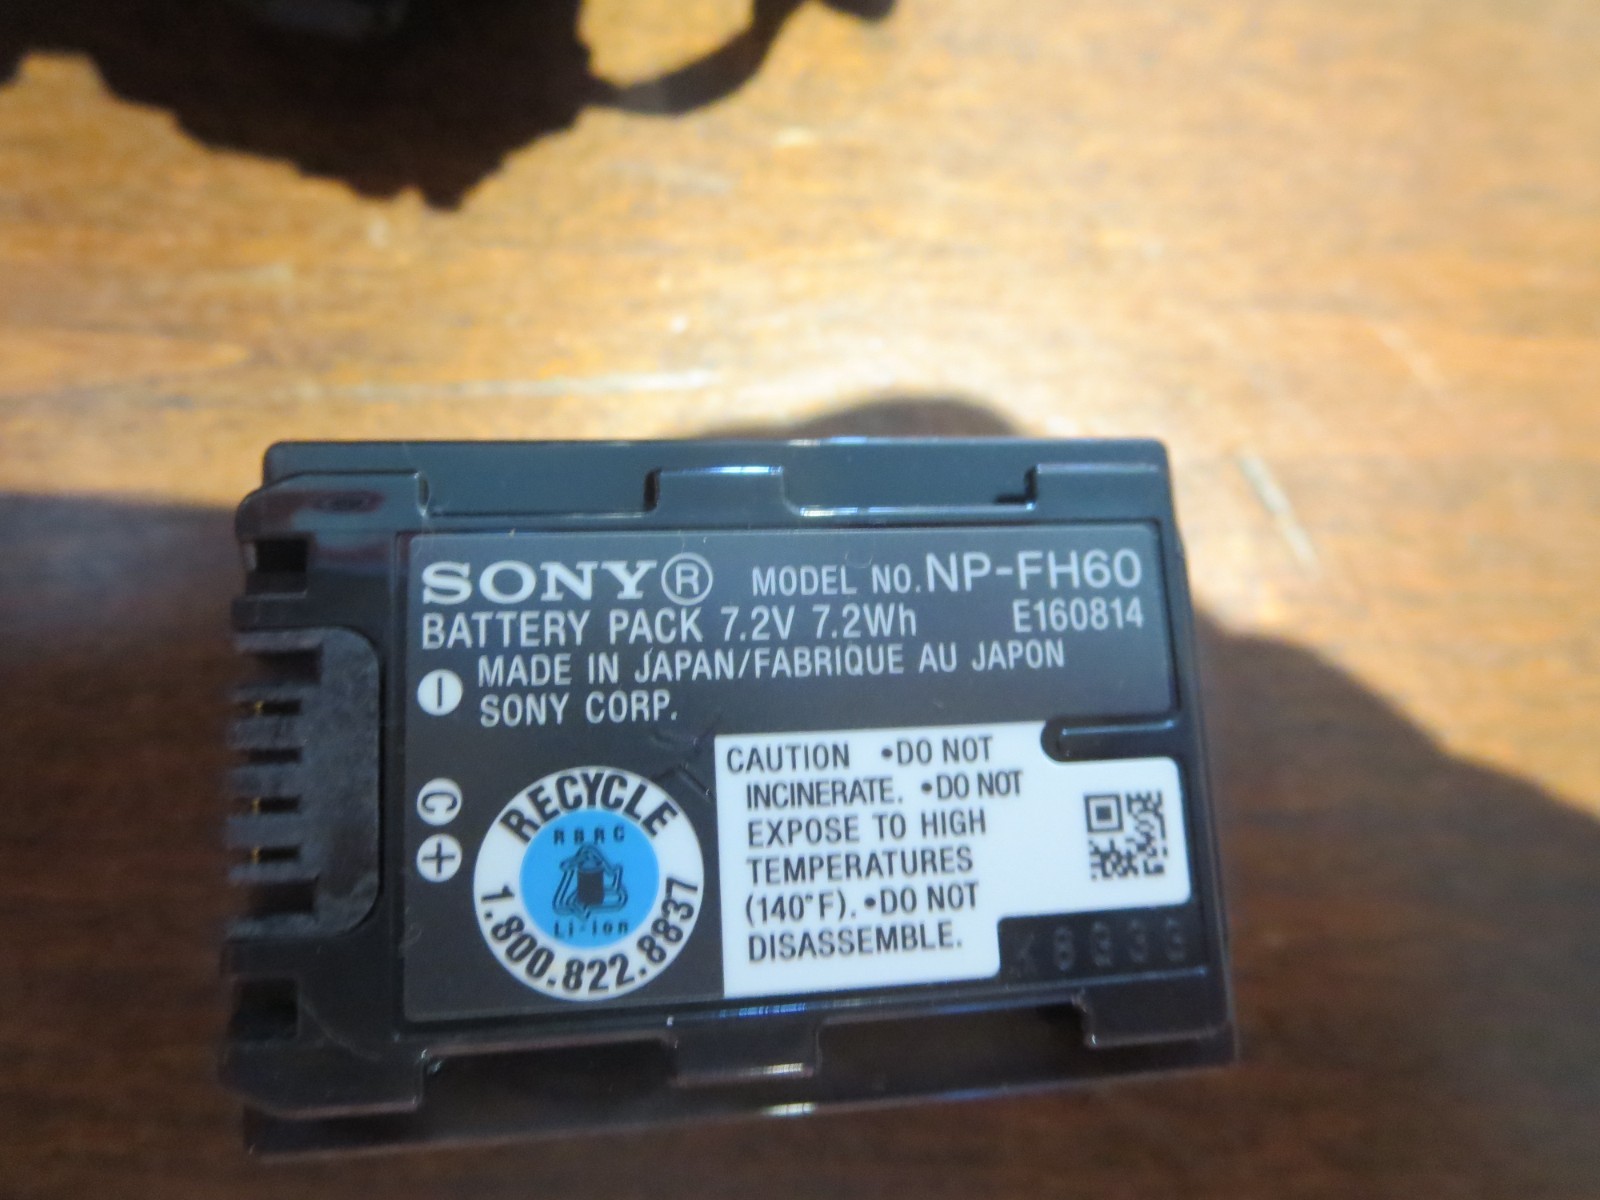 SONY® MODEL NO. NP-FH60
BATTERY PACK 7.2V 7.2Wh E160814
MADE IN JAPAN/FABRIQUE AU JAPON
SONY CORP.
C
RECYCLE
RBRC
Li-ion
1.800.822.8837
CAUTION •DO NOT
INCINERATE. •DO NOT
EXPOSE TO HIGH
TEMPERATURES
(140°F). •DO NOT
DISASSEMBLE.